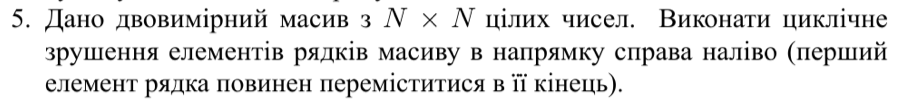 5. Дано двовимірний масив з N × N цілих чисел. Виконати циклічне
зрушення елементів рядків масиву в напрямку справа наліво (перший
елемент рядка повинен переміститися в її кінець).